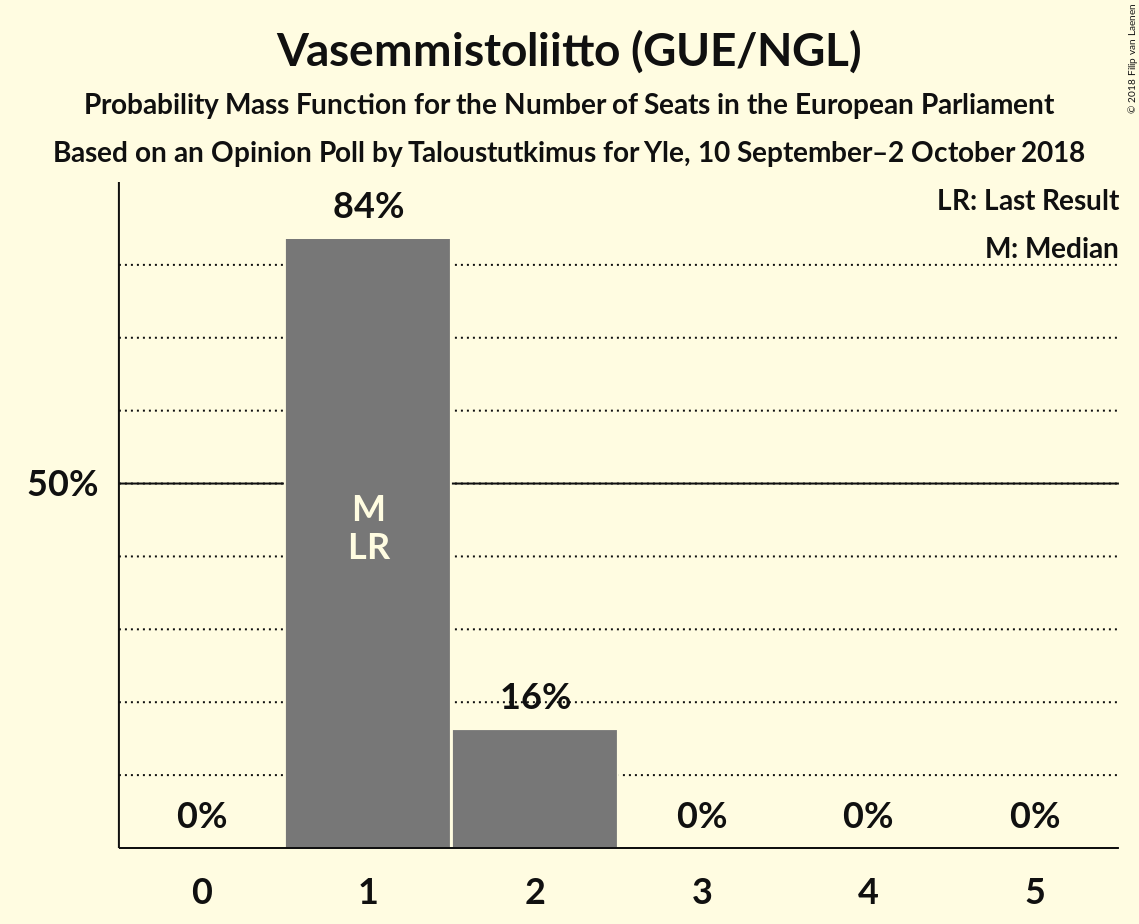 Vasemmistoliitto (GUE/NGL)
Probability Mass Function for the Number of Seats in the European Parliament
Based on an Opinion Poll by Taloustutkimus for Yle, 10 September–2 October 2018
© 2018 Filip van Laenen
LR: Last Result
M: Median
84%
50%
M
LR
16%
0%
0%
0%
0%
0
1
2
3
4
5